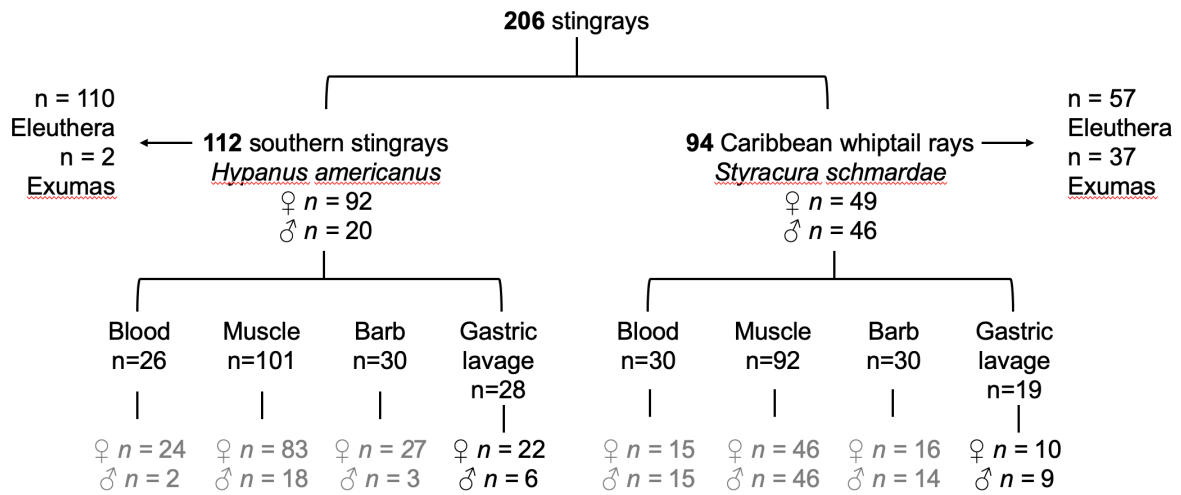 206 stingrays
n = 110
Eleuthera
n = 2
Exumas
112 southern stingrays
Hypanus americanus
♀ n = 92
♂ n = 20
94 Caribbean whiptail rays
Styracura schmardae
♀ n = 49
♂ n = 46
n = 57
Eleuthera
n = 37
Exumas
Blood
n=26
♀ n = 24
♂ n = 2
Muscle
n=101
♀ n = 83
♂ n = 18
Barb
n=30
♀ n = 27
♂ n = 3
Gastric
lavage
n=28
♀ n = 22
♂ n = 6
Blood
n=30
♀ n = 15
♂ n = 15
Muscle
n=92
♀ n = 46
♂ n = 46
Barb
n=30
♀ n = 16
♂ n = 14
Gastric
lavage
n=19
♀ n = 10
♂ n = 9